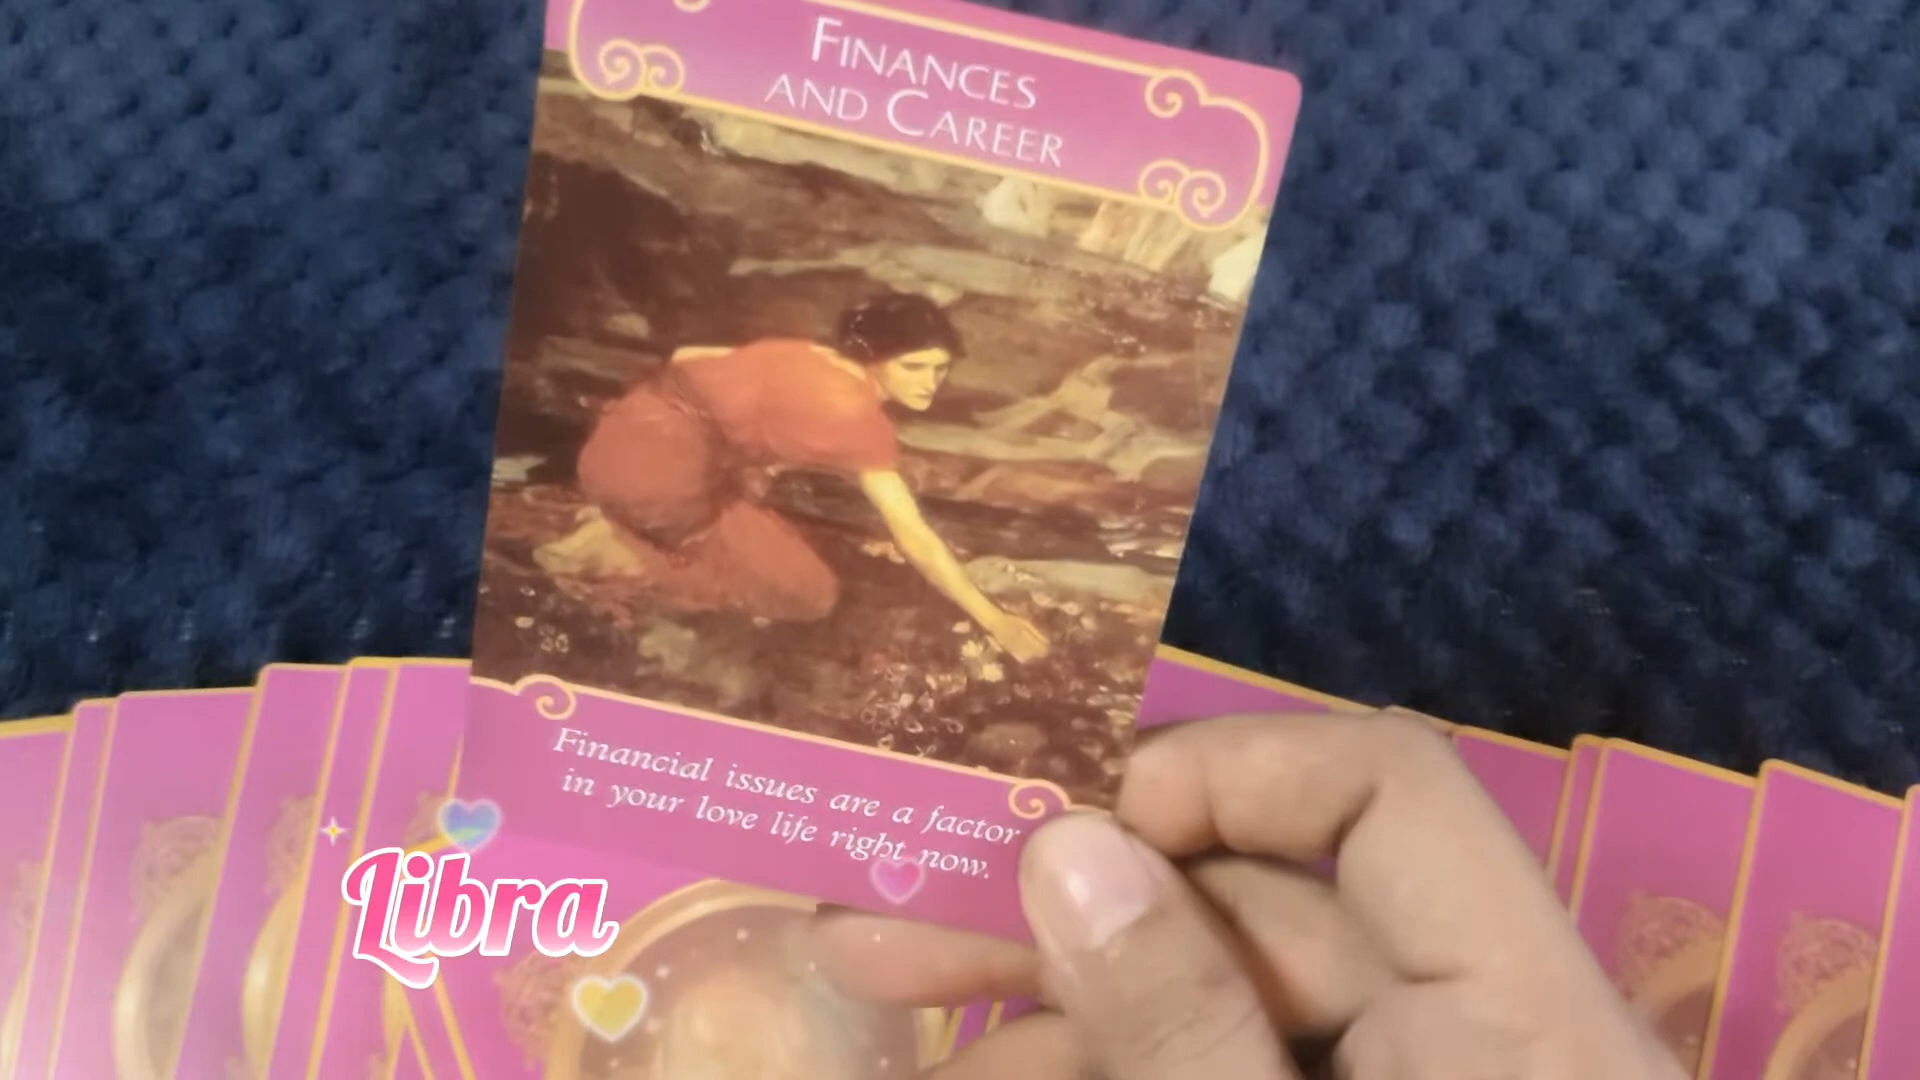 FINANCES
AND CAREER
Financial issues are a factor
in your love life right now.
Libra